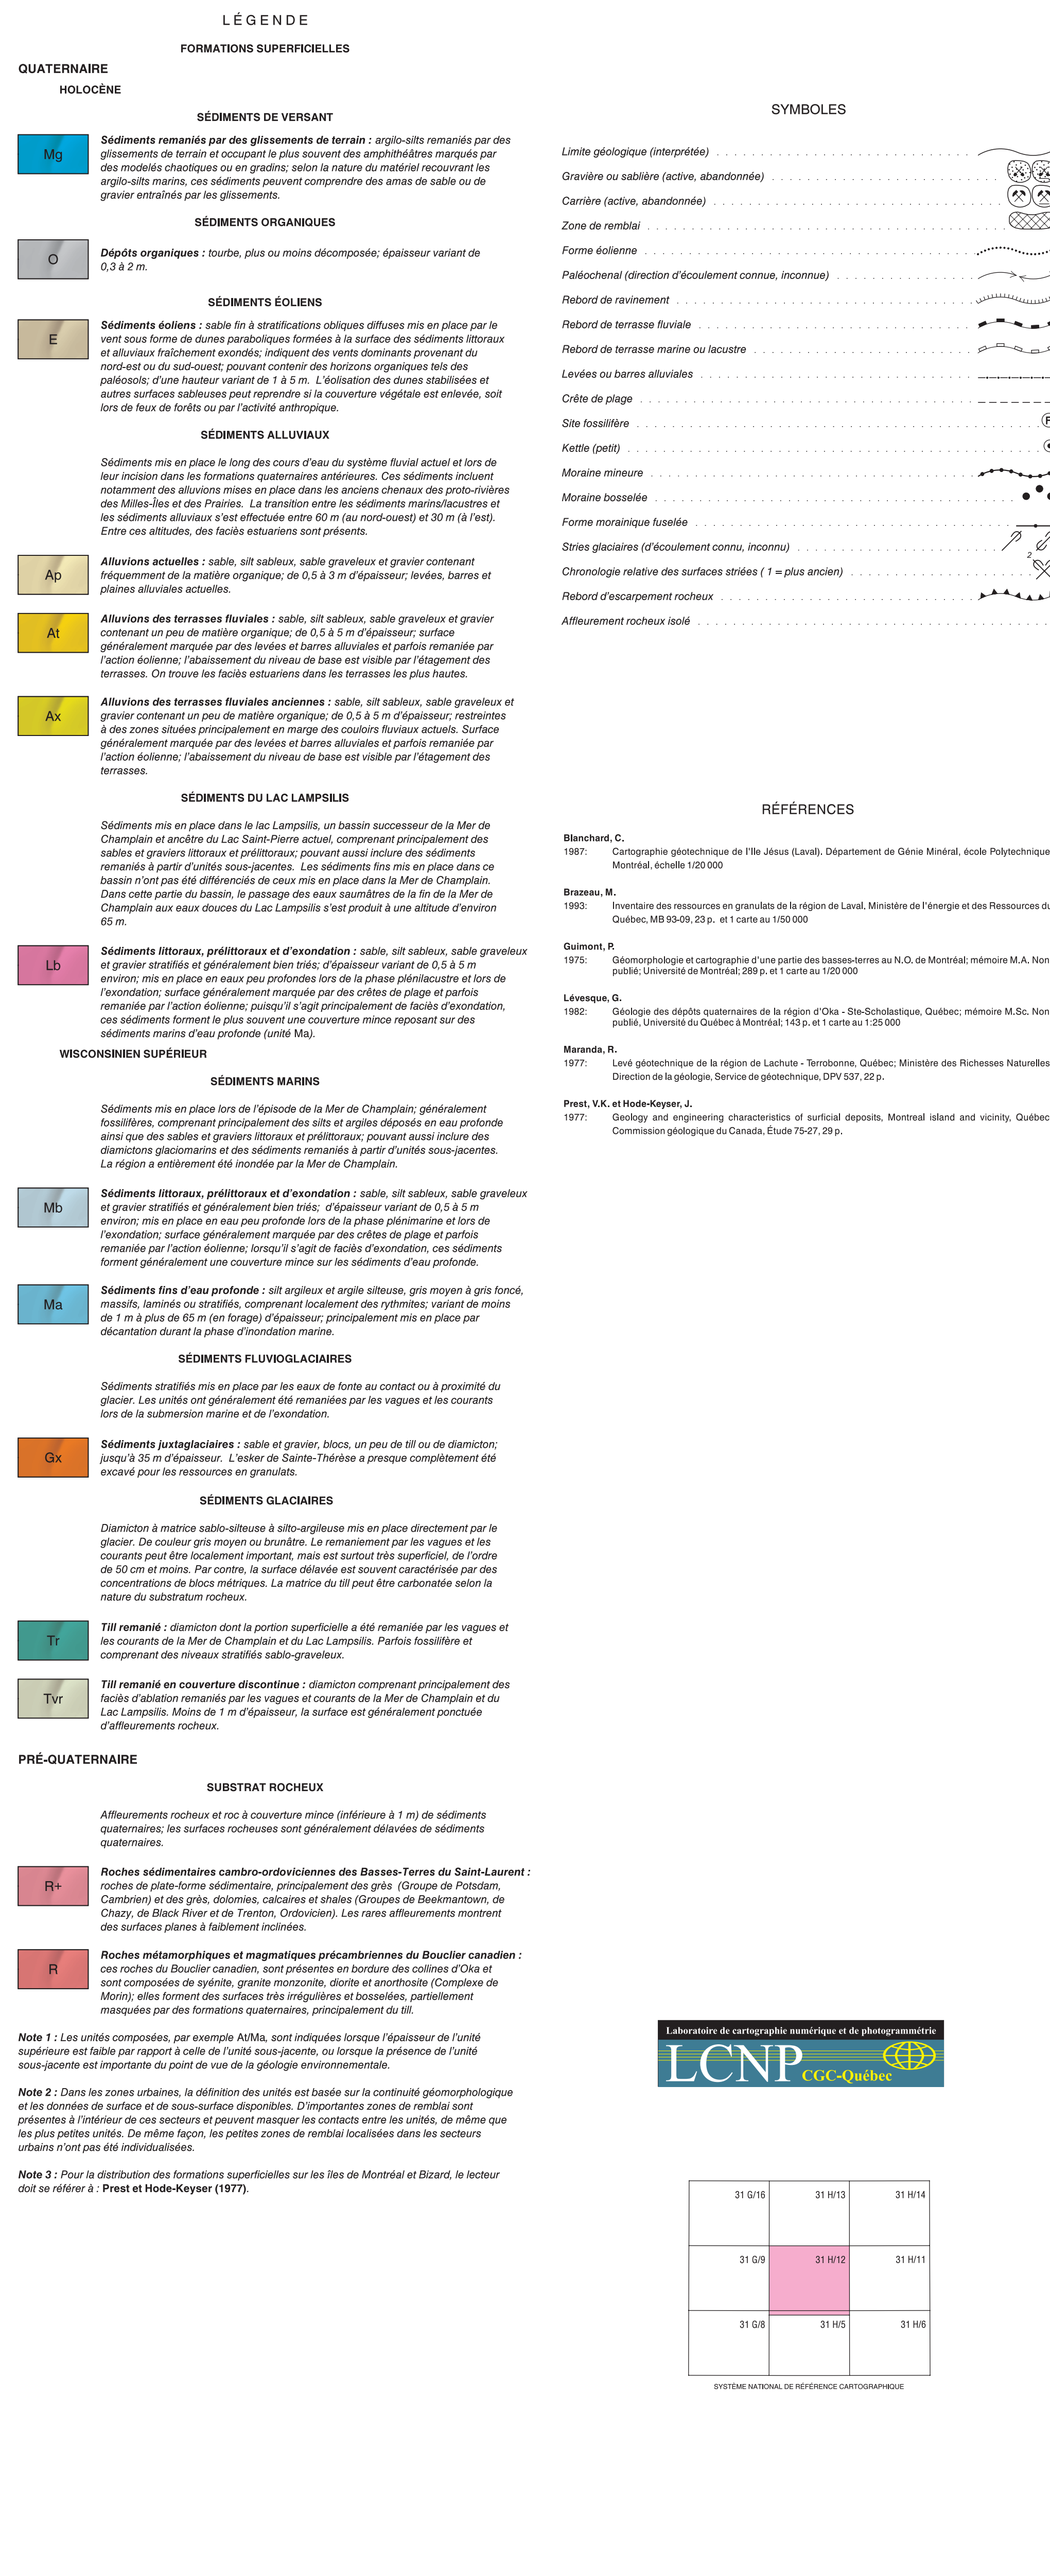 LÉGENDE
FORMATIONS SUPERFICIELLES
QUATERNAIRE
HOLOCÈNE
SÉDIMENTS DE VERSANT
Mg
Sédiments remaniés par des glissements de terrain : argilo-silts remaniés par des
glissements de terrain et occupant le plus souvent des amphithéâtres marqués par
des modelés chaotiques ou en gradins; selon la nature du matériel recouvrant les
argilo-silts marins, ces sédiments peuvent comprendre des amas de sable ou de
gravier entraînés par les glissements.
SÉDIMENTS ORGANIQUES
O
Dépôts organiques : tourbe, plus ou moins décomposée; épaisseur variant de
0,3 à 2 m.
SÉDIMENTS ÉOLIENS
E
Sédiments éoliens : sable fin à stratifications obliques diffuses mis en place par le
vent sous forme de dunes paraboliques formées à la surface des sédiments littoraux
et alluviaux fraîchement exondés; indiquent des vents dominants provenant du
nord-est ou du sud-ouest; pouvant contenir des horizons organiques tels des
paléosols; d'une hauteur variant de 1 à 5 m. L'éolisation des dunes stabilisées et
autres surfaces sableuses peut reprendre si la couverture végétale est enlevée, soit
lors de feux de forêts ou par l'activité anthropique.
SÉDIMENTS ALLUVIAUX
Sédiments mis en place le long des cours d'eau du système fluvial actuel et lors de
leur incision dans les formations quaternaires antérieures. Ces sédiments incluent
notamment des alluvions mises en place dans les anciens chenaux des proto-rivières
des Milles-Îles et des Prairies. La transition entre les sédiments marins/lacustres et
les sédiments alluviaux s'est effectuée entre 60 m (au nord-ouest) et 30 m (à l'est).
Entre ces altitudes, des faciès estuariens sont présents.
Ap
Alluvions actuelles : sable, silt sableux, sable graveleux et gravier contenant
fréquemment de la matière organique; de 0,5 à 3 m d'épaisseur; levées, barres et
plaines alluviales actuelles.
At
Alluvions des terrasses fluviales : sable, silt sableux, sable graveleux et gravier
contenant un peu de matière organique; de 0,5 à 5 m d'épaisseur; surface
généralement marquée par des levées et barres alluviales et parfois remaniée par
l'action éolienne; l'abaissement du niveau de base est visible par l'étagement des
terrasses. On trouve les faciès estuariens dans les terrasses les plus hautes.
Ax
Alluvions des terrasses fluviales anciennes : sable, silt sableux, sable graveleux et
gravier contenant un peu de matière organique; de 0,5 à 5 m d'épaisseur; restreintes
à des zones situées principalement en marge des couloirs fluviaux actuels. Surface
généralement marquée par des levées et barres alluviales et parfois remaniée par
l'action éolienne; l'abaissement du niveau de base est visible par l'étagement des
terrasses.
SÉDIMENTS DU LAC LAMPSILIS
Sédiments mis en place dans le lac Lampsilis, un bassin successeur de la Mer de
Champlain et ancêtre du Lac Saint-Pierre actuel, comprenant principalement des
sables et graviers littoraux et prélittoraux; pouvant aussi inclure des sédiments
remaniés à partir d'unités sous-jacentes. Les sédiments fins mis en place dans ce
bassin n'ont pas été différenciés de ceux mis en place dans la Mer de Champlain.
Dans cette partie du bassin, le passage des eaux saumâtres de la fin de la Mer de
Champlain aux eaux douces du Lac Lampsilis s'est produit à une altitude d'environ
65 m.
Lb
Sédiments littoraux, prélittoraux et d'exondation : sable, silt sableux, sable graveleux
et gravier stratifiés et généralement bien triés; d'épaisseur variant de 0,5 à 5 m
environ; mis en place en eaux peu profondes lors de la phase plénilacustre et lors de
l'exondation; surface généralement marquée par des crêtes de plage et parfois
remaniée par l'action éolienne; puisqu'il s'agit principalement de faciès d'exondation,
ces sédiments forment le plus souvent une couverture mince reposant sur des
sédiments marins d'eau profonde (unité Ma).
WISCONSINIEN SUPÉRIEUR
SÉDIMENTS MARINS
Sédiments mis en place lors de l'épisode de la Mer de Champlain; généralement
fossilifères, comprenant principalement des silts et argiles déposés en eau profonde
ainsi que des sables et graviers littoraux et prélittoraux; pouvant aussi inclure des
diamictons glaciomarins et des sédiments remaniés à partir d'unités sous-jacentes.
La région a entièrement été inondée par la Mer de Champlain.
Mb
Sédiments littoraux, prélittoraux et d'exondation : sable, silt sableux, sable graveleux
et gravier stratifiés et généralement bien triés; d'épaisseur variant de 0,5 à 5 m
environ; mis en place en eau peu profonde lors de la phase plénimarine et lors de
l'exondation; surface généralement marquée par des crêtes de plage et parfois
remaniée par l'action éolienne; lorsqu'il s'agit de faciès d'exondation, ces sédiments
forment généralement une couverture mince sur les sédiments d'eau profonde.
Ma
Sédiments fins d'eau profonde : silt argileux et argile silteuse, gris moyen à gris foncé,
massifs, laminés ou stratifiés, comprenant localement des rythmites; variant de moins
de 1 m à plus de 65 m (en forage) d'épaisseur; principalement mis en place par
décantation durant la phase d'inondation marine.
SÉDIMENTS FLUVIOGLACIAIRES
Sédiments stratifiés mis en place par les eaux de fonte au contact ou à proximité du
glacier. Les unités ont généralement été remaniées par les vagues et les courants
lors de la submersion marine et de l'exondation.
Gx
Sédiments juxtaglaciaires : sable et gravier, blocs, un peu de till ou de diamicton;
jusqu'à 35 m d'épaisseur. L'esker de Sainte-Thérèse a presque complètement été
excavé pour les ressources en granulats.
SÉDIMENTS GLACIAIRES
Diamicton à matrice sablo-silteuse à silto-argileuse mis en place directement par le
glacier. De couleur gris moyen ou brunâtre. Le remaniement par les vagues et les
courants peut être localement important, mais est surtout très superficiel, de l'ordre
de 50 cm et moins. Par contre, la surface délavée est souvent caractérisée par des
concentrations de blocs métriques. La matrice du till peut être carbonatée selon la
nature du substratum rocheux.
Tr
Till remanié : diamicton dont la portion superficielle a été remaniée par les vagues et
les courants de la Mer de Champlain et du Lac Lampsilis. Parfois fossilifère et
comprenant des niveaux stratifiés sablo-graveleux.
Tvr
Till remanié en couverture discontinue : diamicton comprenant principalement des
faciès d'ablation remaniés par les vagues et courants de la Mer de Champlain et du
Lac Lampsilis. Moins de 1 m d'épaisseur, la surface est généralement ponctuée
d'affleurements rocheux.
PRÉ-QUATERNAIRE
SUBSTRAT ROCHEUX
Affleurements rocheux et roc à couverture mince (inférieure à 1 m) de sédiments
quaternaires; les surfaces rocheuses sont généralement délavées de sédiments
quaternaires.
R+
Roches sédimentaires cambro-ordoviciennes des Basses-Terres du Saint-Laurent :
roches de plate-forme sédimentaire, principalement des grès (Groupe de Potsdam,
Cambrien) et des grès, dolomies, calcaires et shales (Groupes de Beekmantown, de
Chazy, de Black River et de Trenton, Ordovicien). Les rares affleurements montrent
des surfaces planes à faiblement inclinées.
R
Roches métamorphiques et magmatiques précambriennes du Bouclier canadien :
ces roches du Bouclier canadien, sont présentes en bordure des collines d'Oka et
sont composées de syénite, granite monzonite, diorite et anorthosite (Complexe de
Morin); elles forment des surfaces très irrégulières et bosselées, partiellement
masquées par des formations quaternaires, principalement du till.
Note 1 : Les unités composées, par exemple At/Ma, sont indiquées lorsque l'épaisseur de l'unité
supérieure est faible par rapport à celle de l'unité sous-jacente, ou lorsque la présence de l'unité
sous-jacent est importante du point de vue de la géologie environnementale.
Note 2 : Dans les zones urbaines, la définition des unités est basée sur la continuité géomorphologique
et les données de surface et de sous-surface disponibles. D'importantes zones de remblai sont
présentes à l'intérieur de ces secteurs et peuvent masquer les contacts entre les unités, de même que
les plus petites unités. De même façon, les petites zones de remblai localisées dans les secteurs
urbains n'ont pas été individualisées.
Note 3 : Pour la distribution des formations superficielles sur les îles de Montréal et Bizard, le lecteur
doit se référer à : Prest et Hode-Keyser (1977).
SYMBOLES
Limite géologique (interprétée)
Gravière ou sablière (active, abandonnée)
Carrière (active, abandonnée)
Zone de remblai
Forme éolienne
Paléochenal (direction d'écoulement connue, inconnue)
Rebord de ravinement
Rebord de terrasse fluviale
Rebord de terrasse marine ou lacustre
Levées ou barres alluviales
Crête de plage
Site fossilifère
F
Kettle (petit)
Moraine mineure
Moraine bosselée
Forme morainique fuselée
Stries glaciaires (d'écoulement connu, inconnu)
2
Chronologie relative des surfaces striées ( 1 = plus ancien)
Rebord d'escarpement rocheux
Affleurement rocheux isolé
RÉFÉRENCES
Blanchard, C.
1987: Cartographie géotechnique de l'Ile Jésus (Laval). Département de Génie Minéral, école Polytechnique
Montréal, échelle 1/20 000
Brazeau, M.
1993: Inventaire des ressources en granulats de la région de Laval, Ministère de l'énergie et des Ressources du
Québec, MB 93-09, 23 p. et 1 carte au 1/50 000
Guimont, P.
1975: Géomorphologie et cartographie d'une partie des basses-terres au N.O. de Montréal; mémoire M.A. Non
publié; Université de Montréal; 289 p. et 1 carte au 1/20 000
Lévesque, G.
1982: Géologie des dépôts quaternaires de la région d'Oka - Ste-Scholastique, Québec; mémoire M.Sc. Non
publié, Université du Québec à Montréal; 143 p. et 1 carte au 1:25 000
Maranda, R.
1977: Levé géotechnique de la région de Lachute - Terrobonne, Québec; Ministère des Richesses Naturelles
Direction de la géologie, Service de géotechnique, DPV 537, 22 p.
Prest, V.K. et Hode-Keyser, J.
1977: Geology and engineering characteristics of surficial deposits, Montreal island and vicinity, Québec
Commission géologique du Canada, Étude 75-27, 29 p.
Laboratoire de cartographie numérique et de photogrammétrie
LCNP CGC-Québec
31 G/16 31 H/13 31 H/14
31 G/9 31 H/12 31 H/11
31 G/8 31 H/5 31 H/6
SYSTÈME NATIONAL DE RÉFÉRENCE CARTOGRAPHIQUE